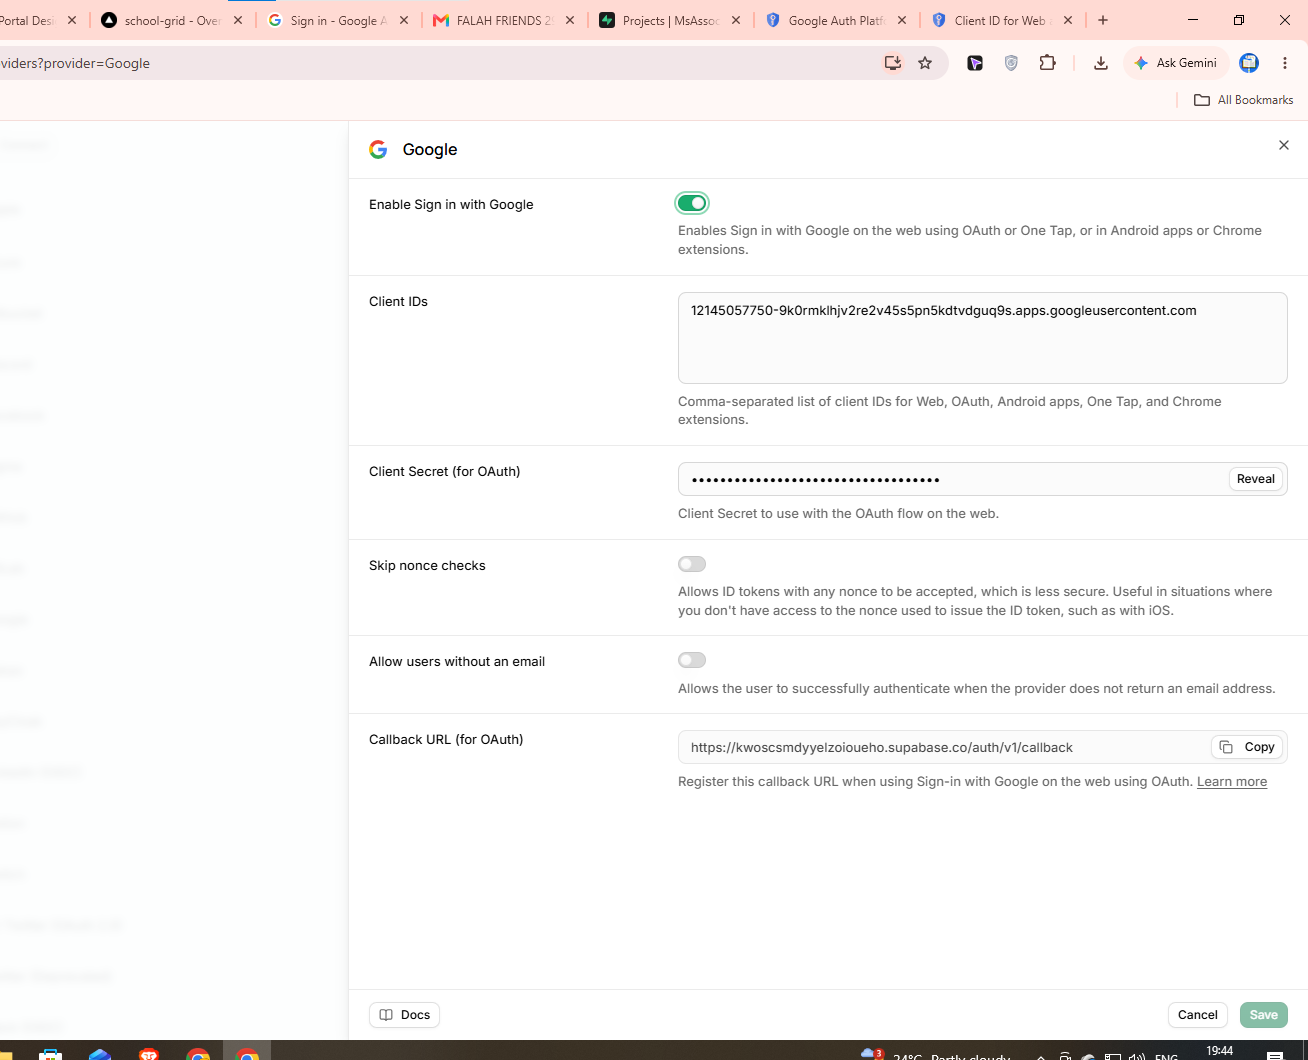 Portal Desi
school-grid - Over
Sign in - Google A
FALAH FRIENDS 25
Projects | MsAssoc
Google Auth Platf
Client ID for Web
viders?provider=Google
Ask Gemini
All Bookmarks
Google
Enable Sign in with Google
Enables Sign in with Google on the web using OAuth or One Tap, or in Android apps or Chrome
extensions.
Client IDs
12145057750-9k0rmklhjv2re2v45s5pn5kdtvdguq9s.apps.googleusercontent.com
Comma-separated list of client IDs for Web, OAuth, Android apps, One Tap, and Chrome
extensions.
Client Secret (for OAuth)
••••••••••••••••••••••••••••••••••• Reveal
Client Secret to use with the OAuth flow on the web.
Skip nonce checks
Allows ID tokens with any nonce to be accepted, which is less secure. Useful in situations where
you don't have access to the nonce used to issue the ID token, such as with iOS.
Allow users without an email
Allows the user to successfully authenticate when the provider does not return an email address.
Callback URL (for OAuth)
https://kwoscsmdyyelzoioueho.supabase.co/auth/v1/callback
Copy
Register this callback URL when using Sign-in with Google on the web using OAuth. Learn more
Docs
Cancel
Save
3
24°C Partly cloudy
ENG
19:44